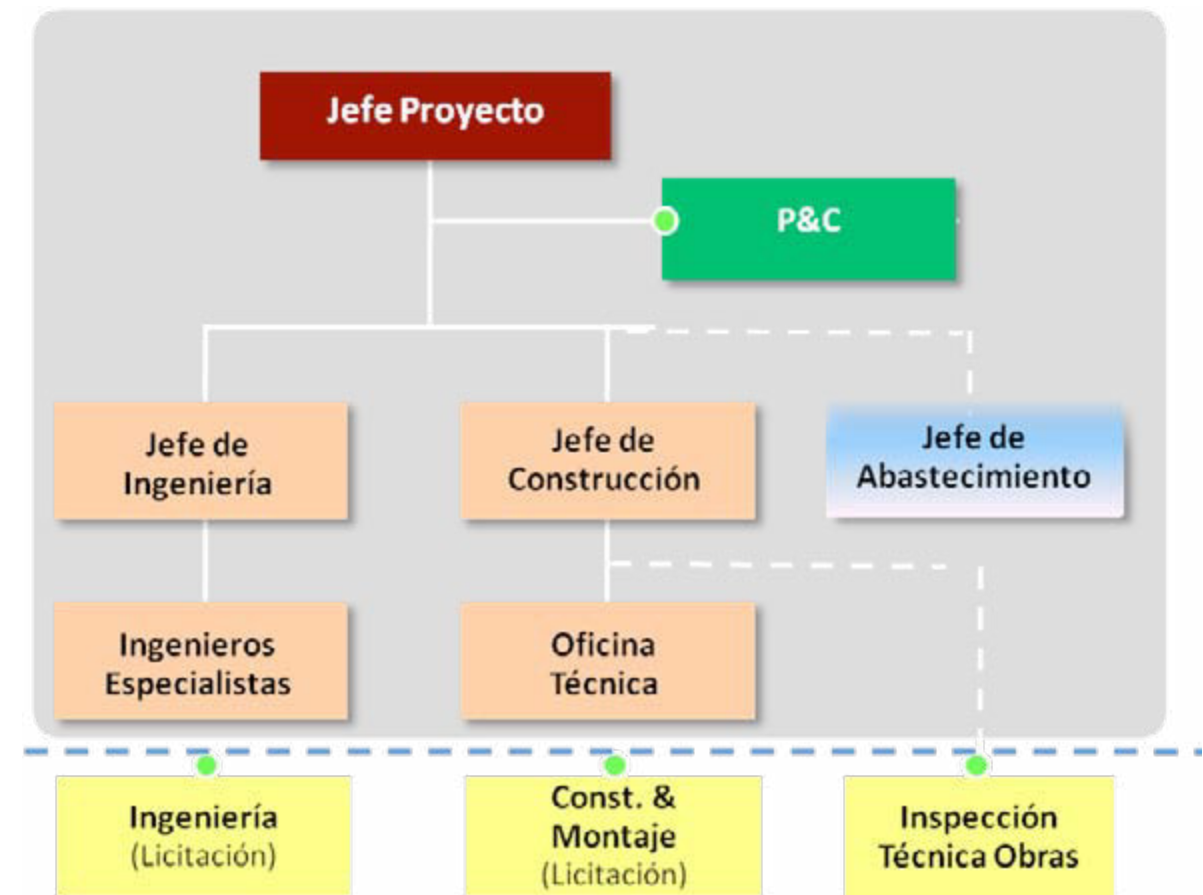 Jefe Proyecto
P&C
Jefe de
Ingeniería
Jefe de
Construcción
Jefe de
Abastecimiento
Ingenieros
Especialistas
Oficina
Técnica
Ingeniería
(Licitación)
Const. &
Montaje
(Licitación)
Inspección
Técnica Obras